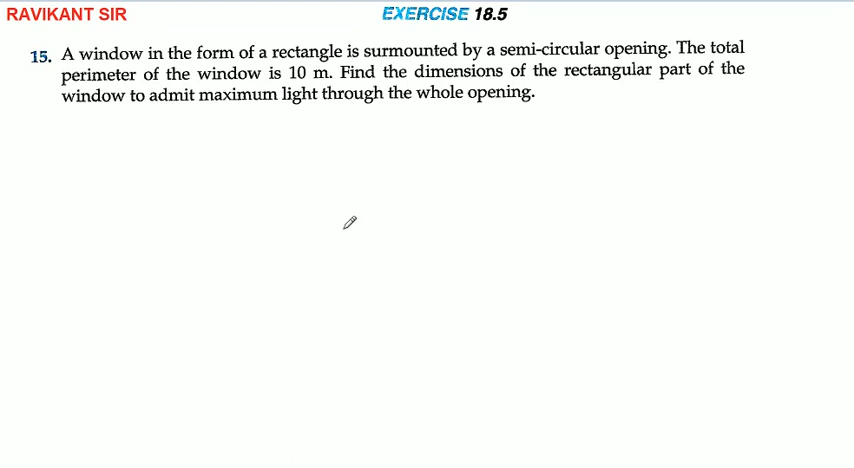 RAVIKANT SIR EXERCISE 18.5
15. A window in the form of a rectangle is surmounted by a semi-circular opening. The total
perimeter of the window is 10 m. Find the dimensions of the rectangular part of the
window to admit maximum light through the whole opening.